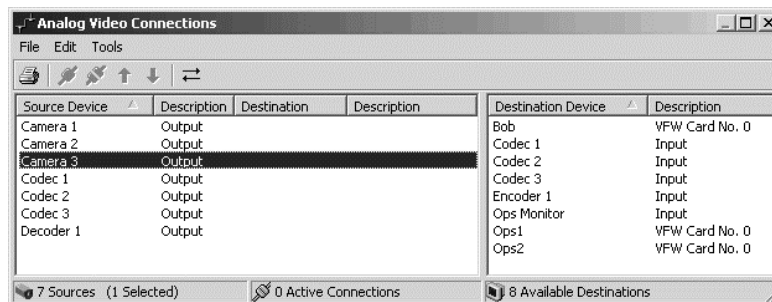 Analog Video Connections
File Edit Tools
Source Device Description Destination Description
Camera 1 Output
Camera 2 Output
Camera 3 Output
Codec 1 Output
Codec 2 Output
Codec 3 Output
Decoder 1 Output
Destination Device Description
Bob VFW Card No. 0
Codec 1 Input
Codec 2 Input
Codec 3 Input
Encoder 1 Input
Ops Monitor Input
Ops1 VFW Card No. 0
Ops2 VFW Card No. 0
7 Sources (1 Selected) 0 Active Connections 8 Available Destinations